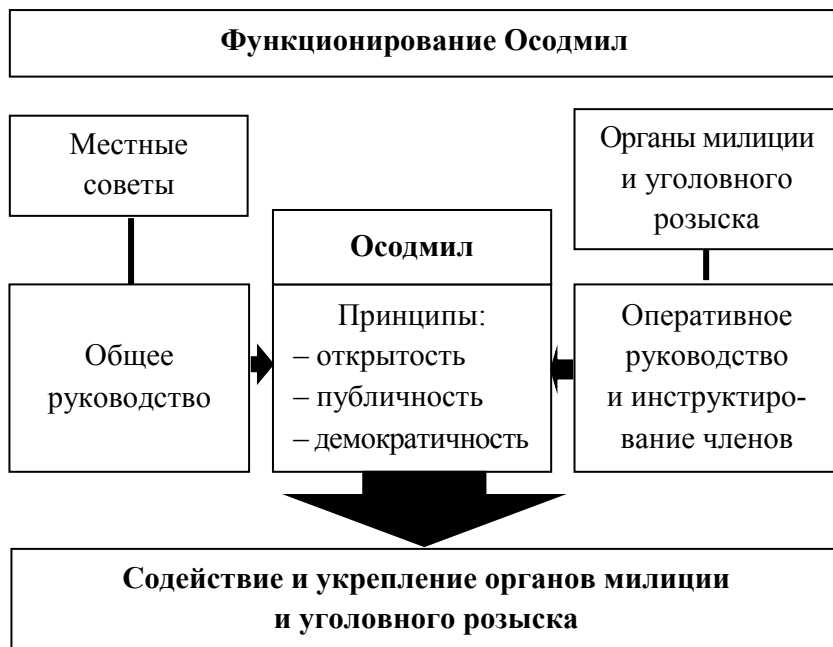 Функционирование Осодмил
Местные
советы
Органы милиции
и уголовного
розыска
Осодмил
Общее
руководство
Принципы:
– открытость
– публичность
– демократичность
Оперативное
руководство
и инструктиро-
вание членов
Содействие и укрепление органов милиции
и уголовного розыска